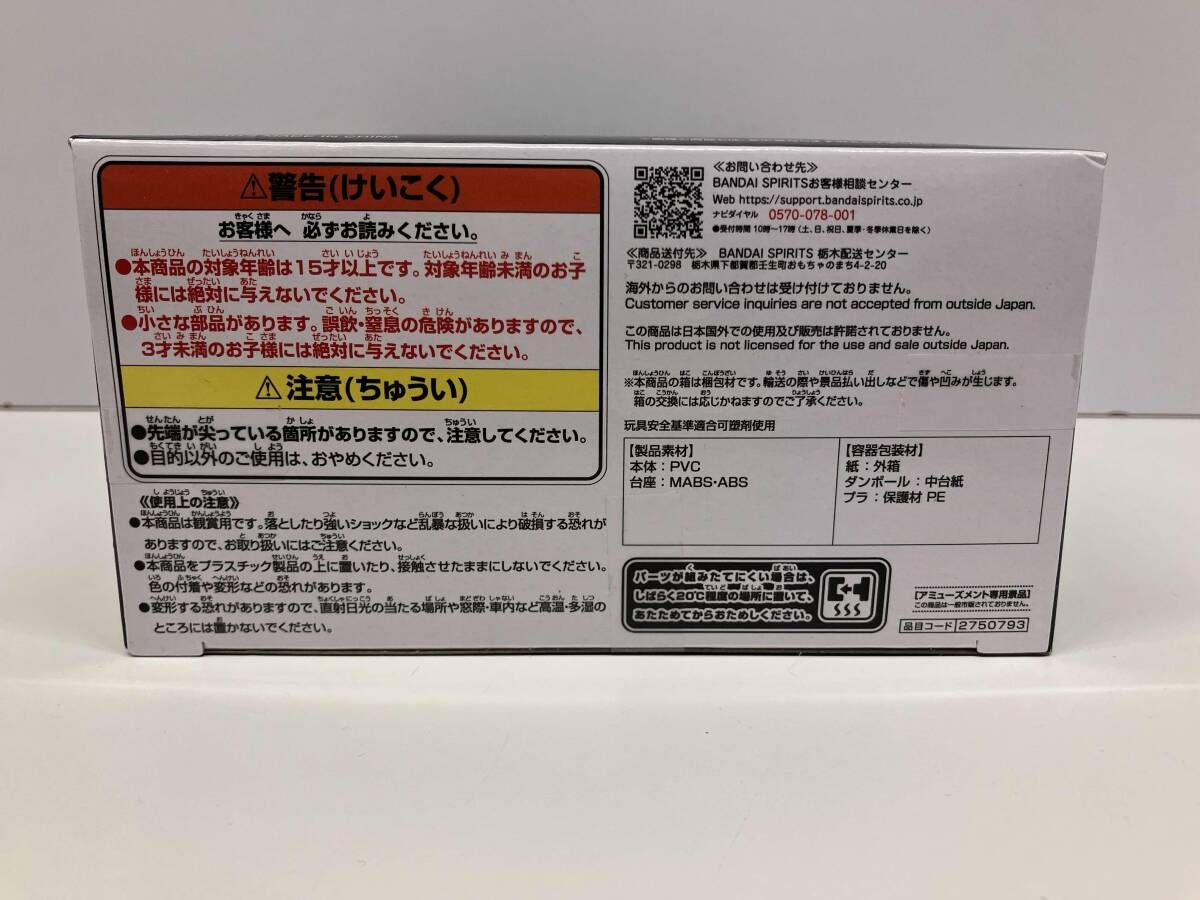 ⚠警告(けいこく)
お客様へ 必ずお読みください。
●本商品の対象年齢は15才以上です。対象年齢未満のお子
様には絶対に与えないでください。
●小さな部品があります。誤飲・窒息の危険がありますので、
3才未満のお子様には絶対に与えないでください。
⚠注意(ちゅうい)
●先端が尖っている箇所がありますので、注意してください。
●目的以外のご使用は、おやめください。
《使用上の注意》
●本商品は観賞用です。落としたり強いショックなど乱暴な扱いにより破損する恐れが
ありますので、お取り扱いにはご注意ください。
●本商品をプラスチック製品の上に置いたり、接触させたままにしないでください。
色の付着や変形などの恐れがあります。
●変形する恐れがありますので、直射日光の当たる場所や窓際・車内など高温・多湿の
ところには置かないでください。
≪お問い合わせ先≫
BANDAI SPIRITSお客様相談センター
Web https://support.bandaispirits.co.jp
ナビダイヤル 0570-078-001
●受付時間 10時〜17時(土、日、祝日、夏季・冬季休業日を除く)
≪商品送付先≫ BANDAI SPIRITS 栃木配送センター
〒321-0298 栃木県下都賀郡壬生町おもちゃのまち4-2-20
海外からのお問い合わせは受け付けておりません。
Customer service inquiries are not accepted from outside Japan.
この商品は日本国外での使用及び販売は許諾されておりません。
This product is not licensed for the use and sale outside Japan.
※本商品の箱は梱包材です。輸送の際や景品払い出しなどで傷や凹みが生じます。
箱の交換には応じかねますのでご了承ください。
玩具安全基準適合可塑剤使用
【製品素材】
本体：PVC
台座：MABS・ABS
【容器包装材】
紙：外箱
ダンボール：中台紙
プラ：保護材 PE
パーツが組みたてにくい場合は、
しばらく20℃程度の場所に置いて、
あたためてからおためしください。
【アミューズメント専用景品】
この商品は一般市販されておりません。
品目コード 2750793